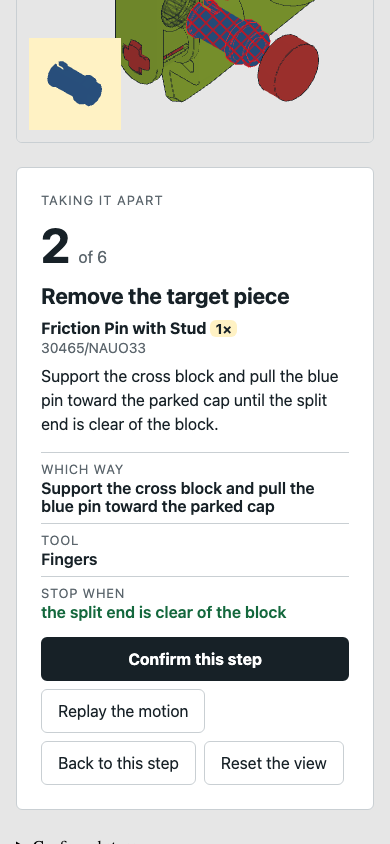 TAKING IT APART
2 of 6
Remove the target piece
Friction Pin with Stud 1×
30465/NAUO33
Support the cross block and pull the blue
pin toward the parked cap until the split
end is clear of the block.
WHICH WAY
Support the cross block and pull the
blue pin toward the parked cap
TOOL
Fingers
STOP WHEN
the split end is clear of the block
Confirm this step
Replay the motion
Back to this step
Reset the view